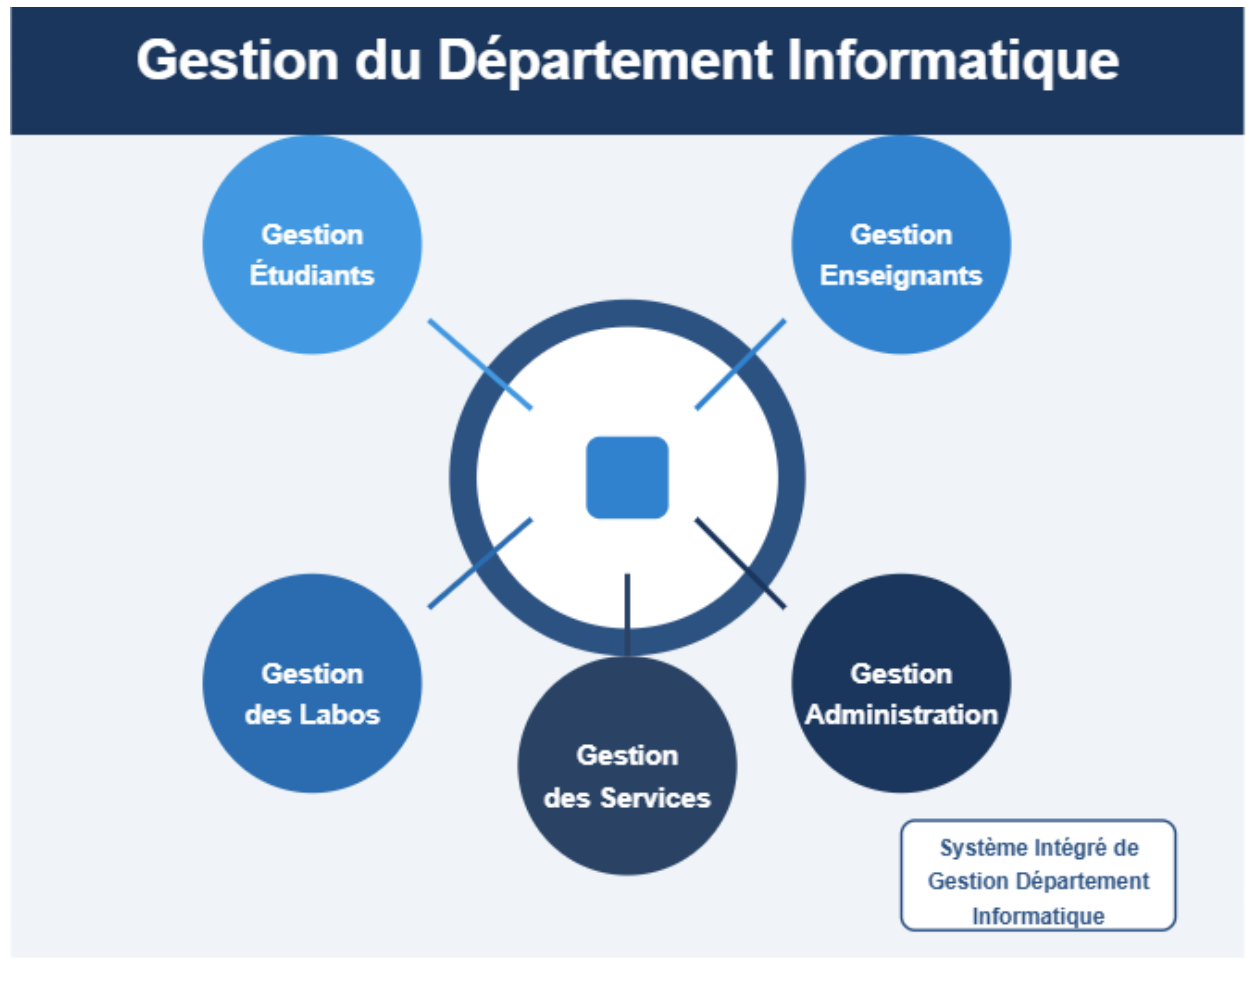 Gestion du Département Informatique
Gestion
Étudiants
Gestion
Enseignants
Gestion
des Labos
Gestion
des Services
Gestion
Administration
Système Intégré de
Gestion Département
Informatique